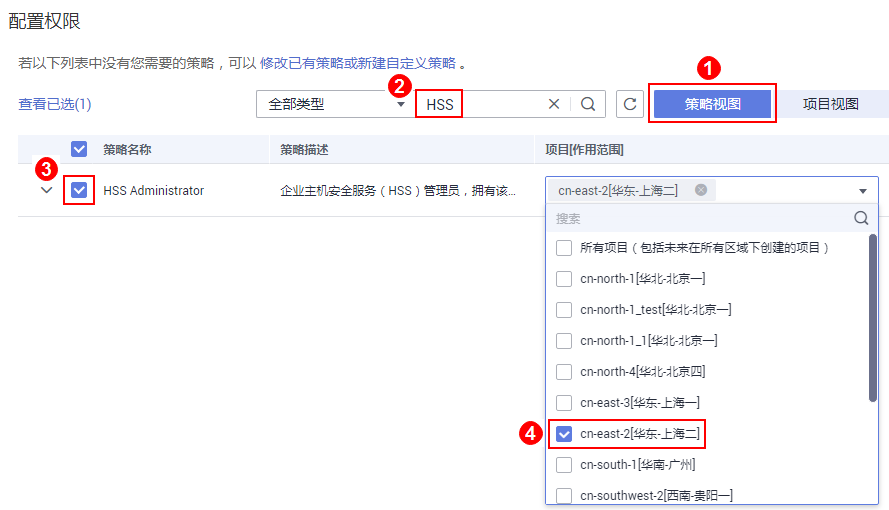 配置权限
若以下列表中没有您需要的策略，可以 修改已有策略或新建自定义策略 。
1
2
查看已选(1)
全部类型
HSS
策略视图
项目视图
策略名称
策略描述
项目[作用范围]
3
HSS Administrator
企业主机安全服务（HSS）管理员，拥有该...
cn-east-2[华东-上海二]
搜索
所有项目（包括未来在所有区域下创建的项目）
cn-north-1[华北-北京一]
cn-north-1_test[华北-北京一]
cn-north-1_1[华北-北京一]
cn-north-4[华北-北京四]
cn-east-3[华东-上海一]
4
cn-east-2[华东-上海二]
cn-south-1[华南-广州]
cn-southwest-2[西南-贵阳一]